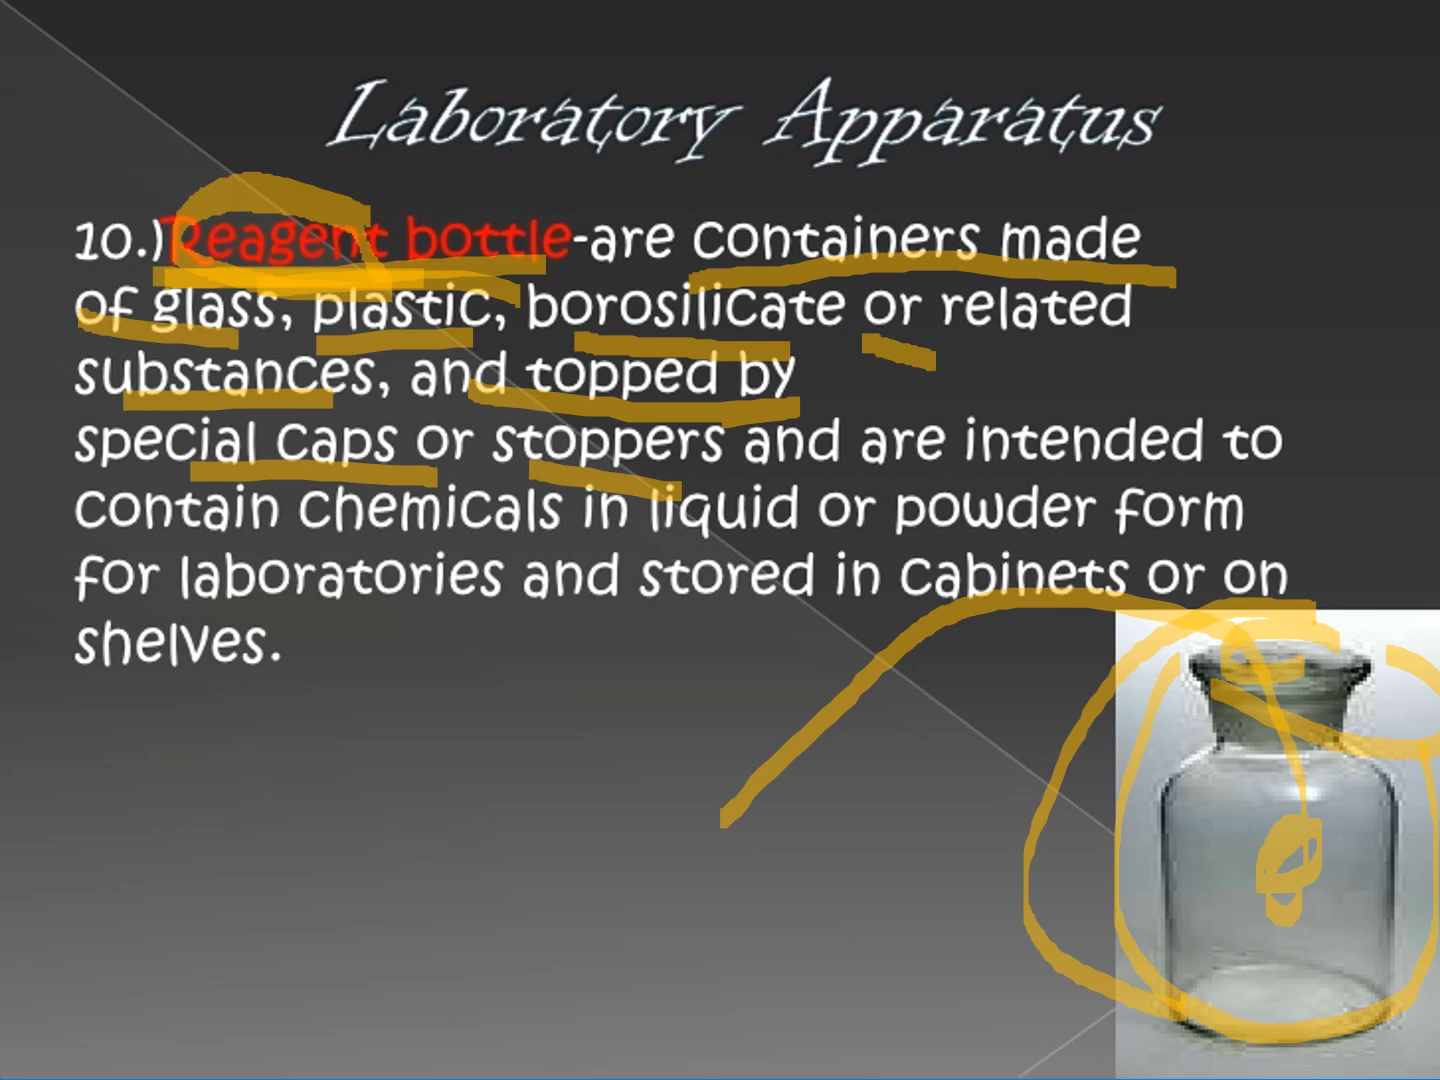 Laboratory Apparatus
10.)Reagent bottle-are containers made
of glass, plastic, borosilicate or related
substances, and topped by
special caps or stoppers and are intended to
contain chemicals in liquid or powder form
for laboratories and stored in cabinets or on
shelves.